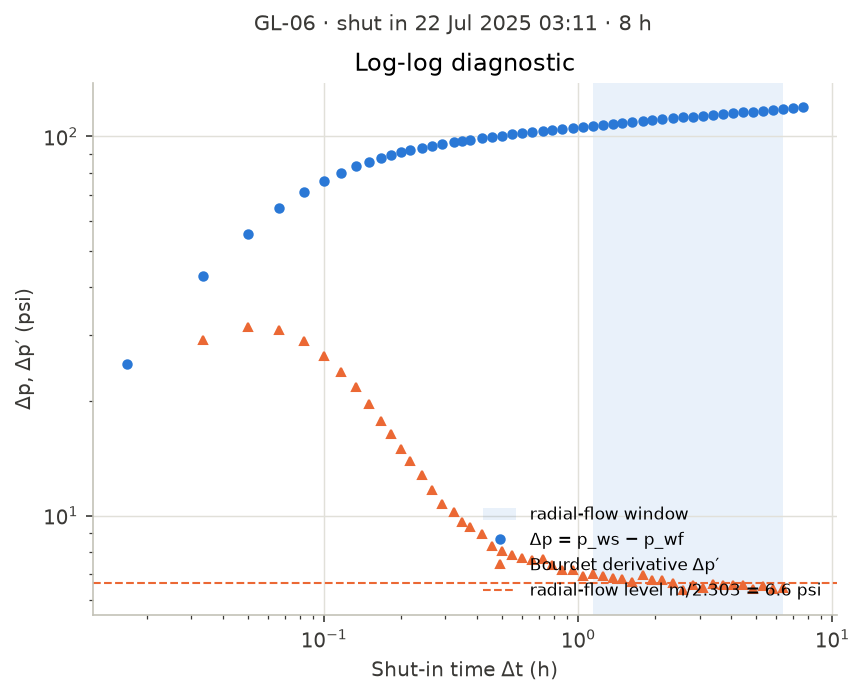 GL-06 · shut in 22 Jul 2025 03:11 · 8 h
Log-log diagnostic
Δp, Δp′ (psi)
10²
10¹
radial-flow window
Δp = p_ws − p_wf
Bourdet derivative Δp′
radial-flow level m/2.303 = 6.6 psi
10⁻¹
10⁰
10¹
Shut-in time Δt (h)